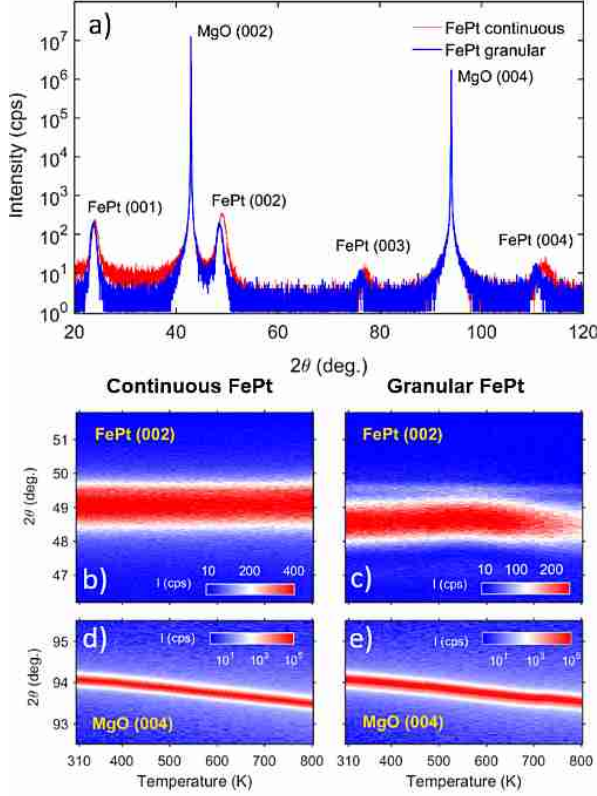 a)
MgO (002)
FePt continuous
FePt granular
MgO (004)
FePt (001)
FePt (002)
FePt (003)
FePt (004)
Intensity (cps)
10^7
10^6
10^5
10^4
10^3
10^2
10^1
10^0
20 40 60 80 100 120
2θ (deg.)
Continuous FePt
Granular FePt
FePt (002)
2θ (deg.)
51
50
49
48
47
b)
I (cps)
10 200 400
FePt (002)
c)
I (cps)
10 100 200
d)
I (cps)
10^1 10^3 10^5
2θ (deg.)
95
94
93
MgO (004)
310 400 500 600 700 800
Temperature (K)
e)
I (cps)
10^1 10^3 10^5
MgO (004)
310 400 500 600 700 800
Temperature (K)